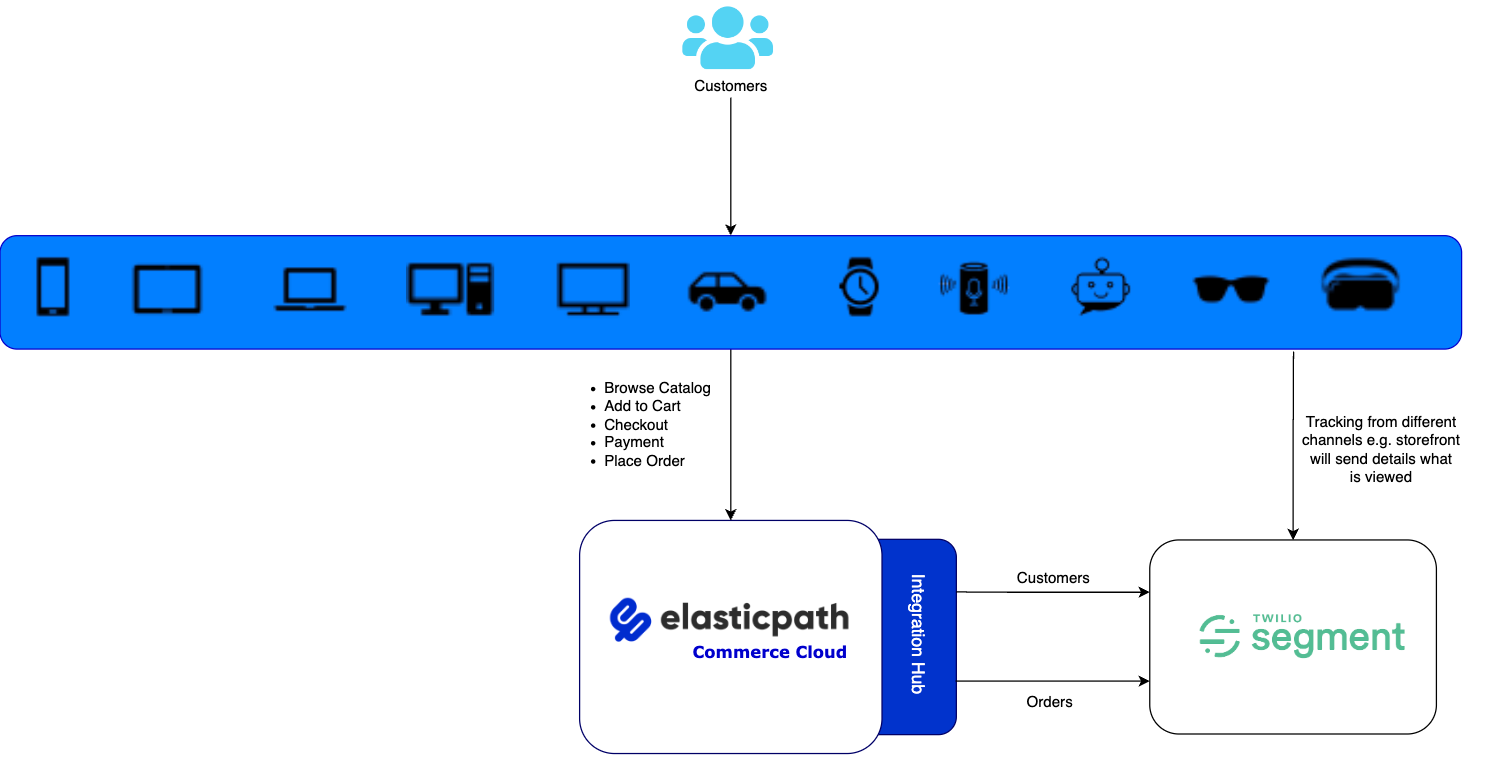 Customers
Browse Catalog
Add to Cart
Checkout
Payment
Place Order
Tracking from different
channels e.g. storefront
will send details what
is viewed
elasticpath
Commerce Cloud
Integration Hub
Customers
Orders
TWILIO
segment